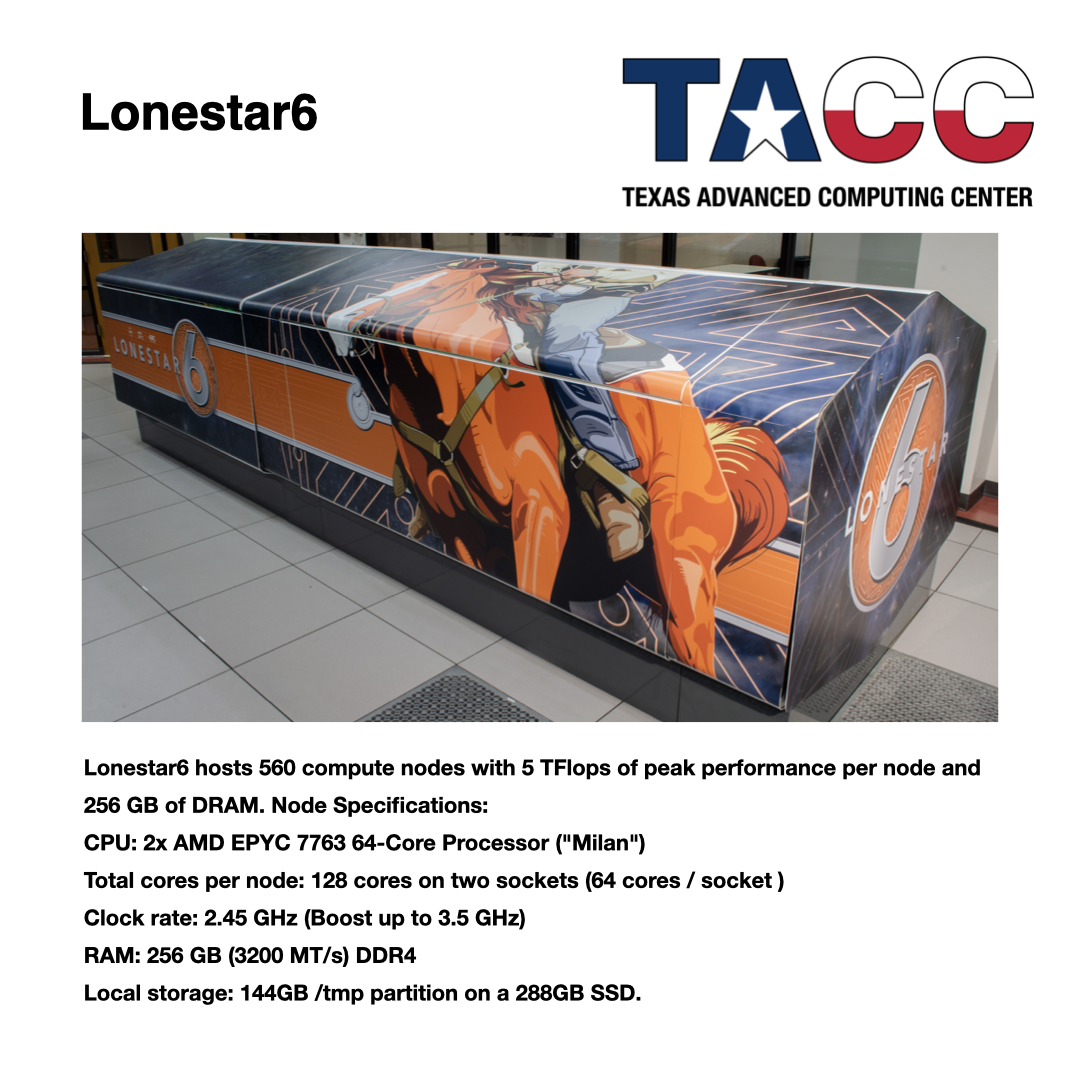 Lonestar6
TACC
TEXAS ADVANCED COMPUTING CENTER
LONESTAR 6
LONESTAR
6
Lonestar6 hosts 560 compute nodes with 5 TFlops of peak performance per node and
256 GB of DRAM. Node Specifications:
CPU: 2x AMD EPYC 7763 64-Core Processor ("Milan")
Total cores per node: 128 cores on two sockets (64 cores / socket )
Clock rate: 2.45 GHz (Boost up to 3.5 GHz)
RAM: 256 GB (3200 MT/s) DDR4
Local storage: 144GB /tmp partition on a 288GB SSD.